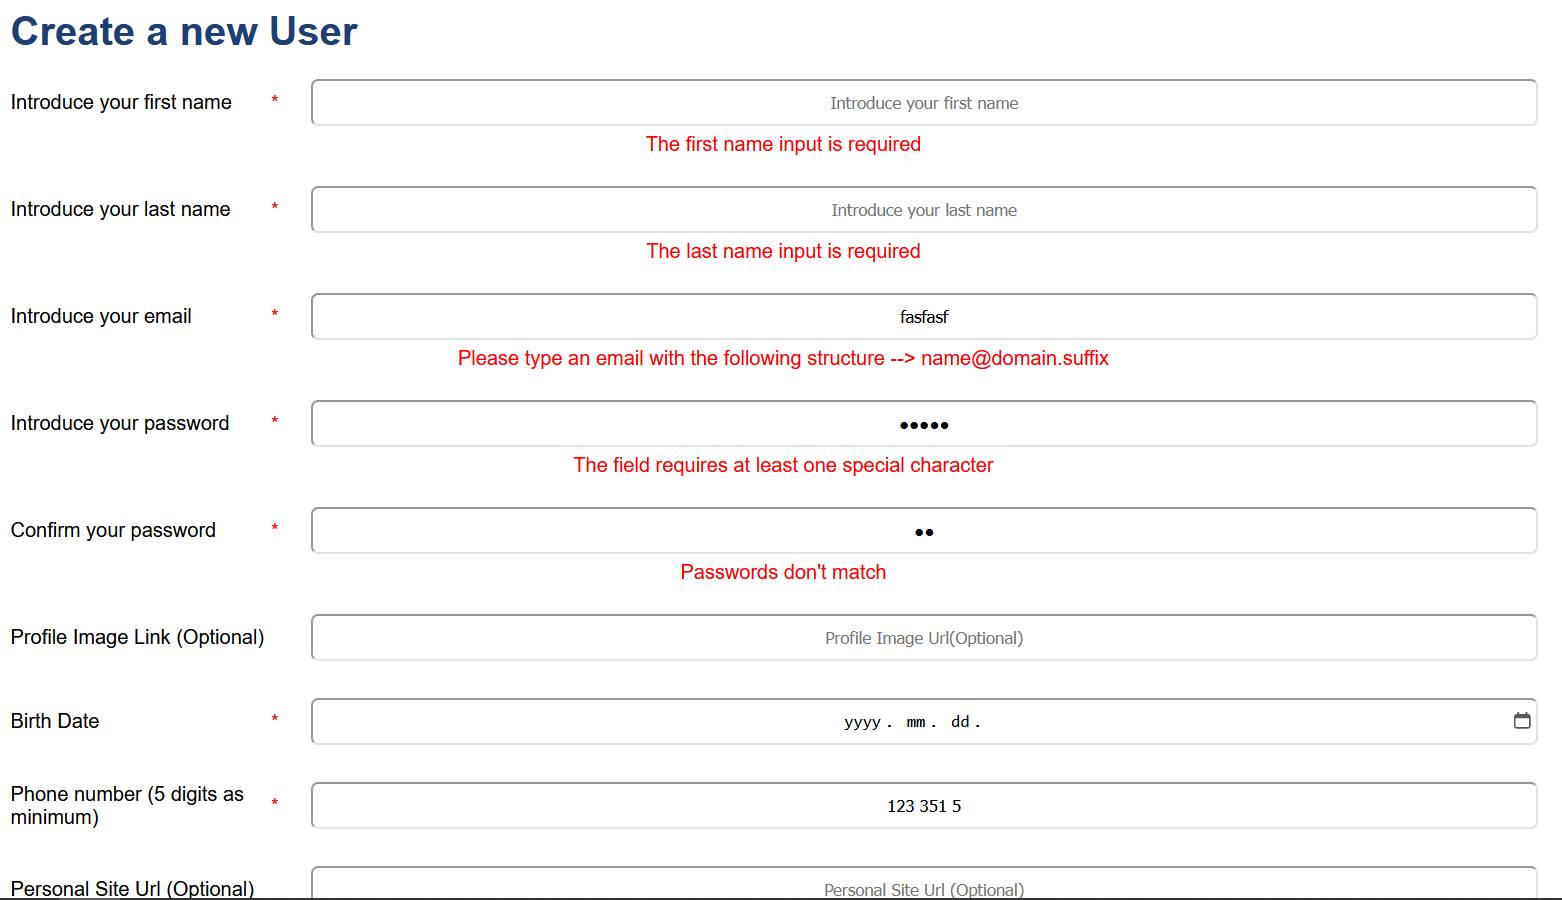 Create a new User
Introduce your first name *
Introduce your first name
The first name input is required
Introduce your last name *
Introduce your last name
The last name input is required
Introduce your email *
fasfasf
Please type an email with the following structure --> name@domain.suffix
Introduce your password *
•••••
The field requires at least one special character
Confirm your password *
••
Passwords don't match
Profile Image Link (Optional)
Profile Image Url(Optional)
Birth Date *
yyyy . mm . dd .
Phone number (5 digits as
minimum)
*
123 351 5
Personal Site Url (Optional)
Personal Site Url (Optional)